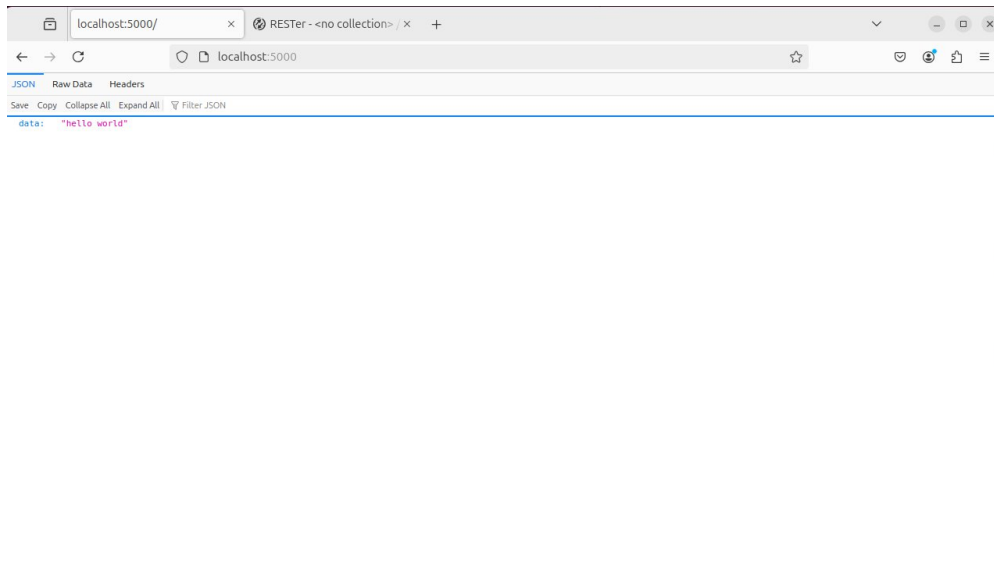 localhost:5000/ RESTer - <no collection> /
localhost:5000
JSON Raw Data Headers
Save Copy Collapse All Expand All Filter JSON
data: "hello world"